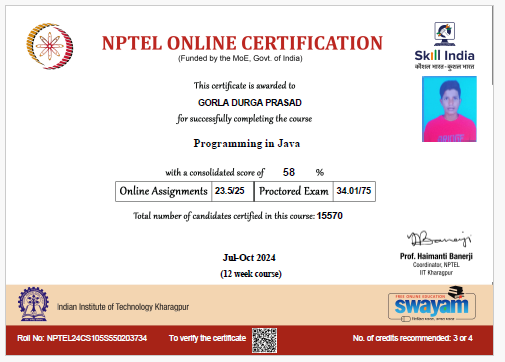 NPTEL ONLINE CERTIFICATION
(Funded by the MoE, Govt. of India)
Skill India
कौशल भारत - कुशल भारत
This certificate is awarded to
GORLA DURGA PRASAD
for successfully completing the course
Programming in Java
with a consolidated score of 58 %
Online Assignments 23.5/25 Proctored Exam 34.01/75
Total number of candidates certified in this course: 15570
Jul-Oct 2024
(12 week course)
Prof. Haimanti Banerji
Coordinator, NPTEL
IIT Kharagpur
Indian Institute of Technology Kharagpur
FREE ONLINE EDUCATION
swayam
Roll No: NPTEL24CS105S550203734 To verify the certificate No. of credits recommended: 3 or 4